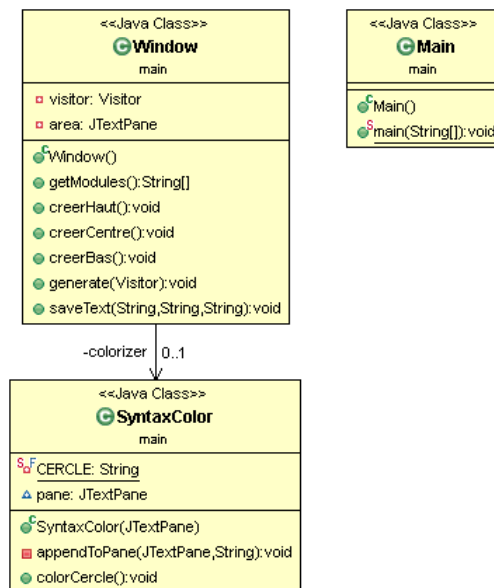 <<Java Class>>
Window
main
visitor: Visitor
area: JTextPane
Window()
getModules():String[]
creerHaut():void
creerCentre():void
creerBas():void
generate(Visitor):void
saveText(String,String,String):void
<<Java Class>>
Main
main
Main()
main(String[]):void
-colorizer 0..1
<<Java Class>>
SyntaxColor
main
CERCLE: String
pane: JTextPane
SyntaxColor(JTextPane)
appendToPane(JTextPane,String):void
colorCercle():void